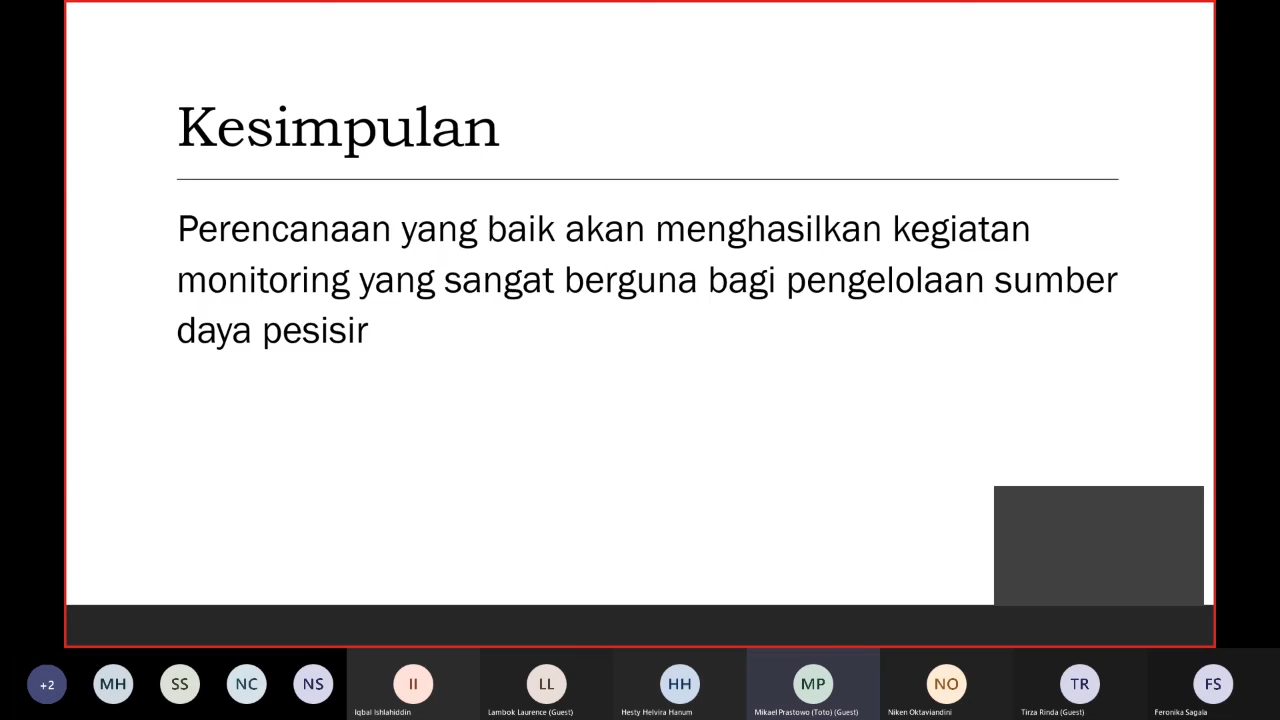 Kesimpulan
Perencanaan yang baik akan menghasilkan kegiatan
monitoring yang sangat berguna bagi pengelolaan sumber
daya pesisir
+2
MH
SS
NC
NS
II
LL
HH
MP
NO
TR
FS
Iqbal Ishlahiddin
Lambok Laurence (Guest)
Hesty Helvira Hanum
Mikael Prastowo (Toto) (Guest)
Niken Oktaviandini
Tirza Rinda (Guest)
Feronika Sagala